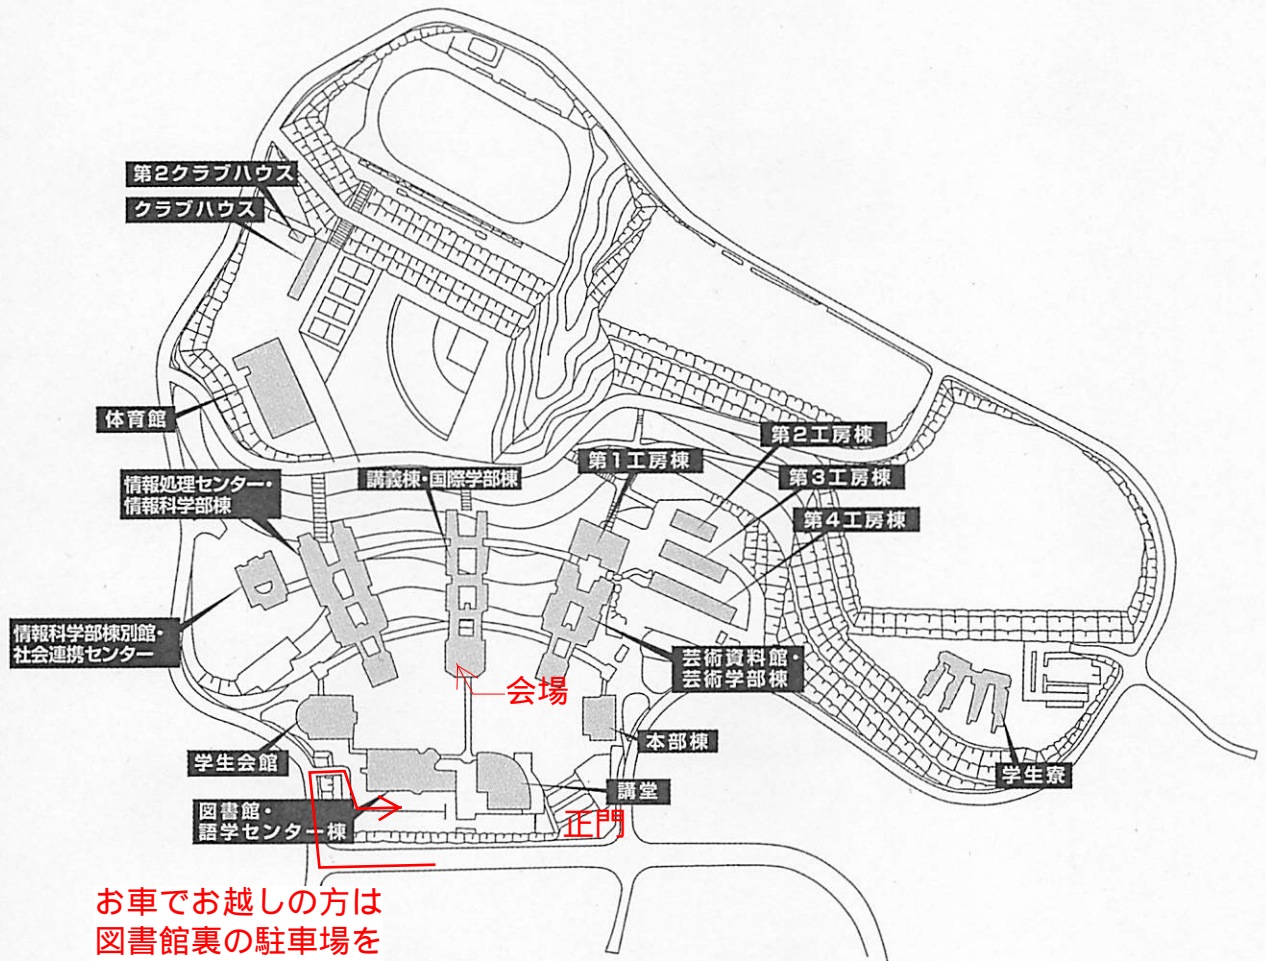 第2クラブハウス
クラブハウス
体育館
第2工房棟
第1工房棟
講義棟・国際学部棟
第3工房棟
情報処理センター・
情報科学部棟
第4工房棟
情報科学部棟別館・
社会連携センター
芸術資料館・
芸術学部棟
会場
本部棟
学生会館
学生寮
講堂
図書館・
語学センター棟
正門
お車でお越しの方は
図書館裏の駐車場を